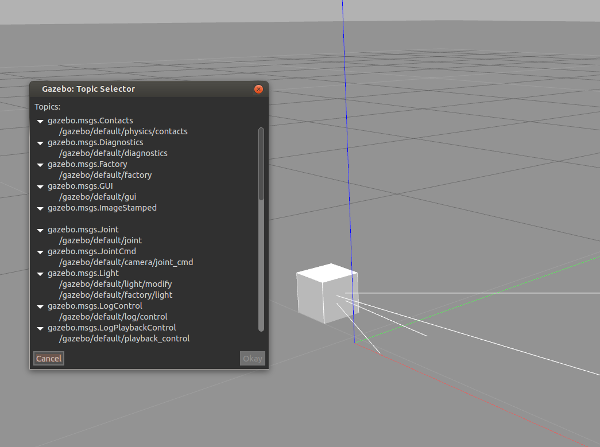 Gazebo: Topic Selector
Topics:
gazebo.msgs.Contacts
/gazebo/default/physics/contacts
gazebo.msgs.Diagnostics
/gazebo/default/diagnostics
gazebo.msgs.Factory
/gazebo/default/factory
gazebo.msgs.GUI
/gazebo/default/gui
gazebo.msgs.ImageStamped
gazebo.msgs.Joint
/gazebo/default/joint
gazebo.msgs.JointCmd
/gazebo/default/camera/joint_cmd
gazebo.msgs.Light
/gazebo/default/light/modify
/gazebo/default/factory/light
gazebo.msgs.LogControl
/gazebo/default/log/control
gazebo.msgs.LogPlaybackControl
/gazebo/default/playback_control
Cancel Okay